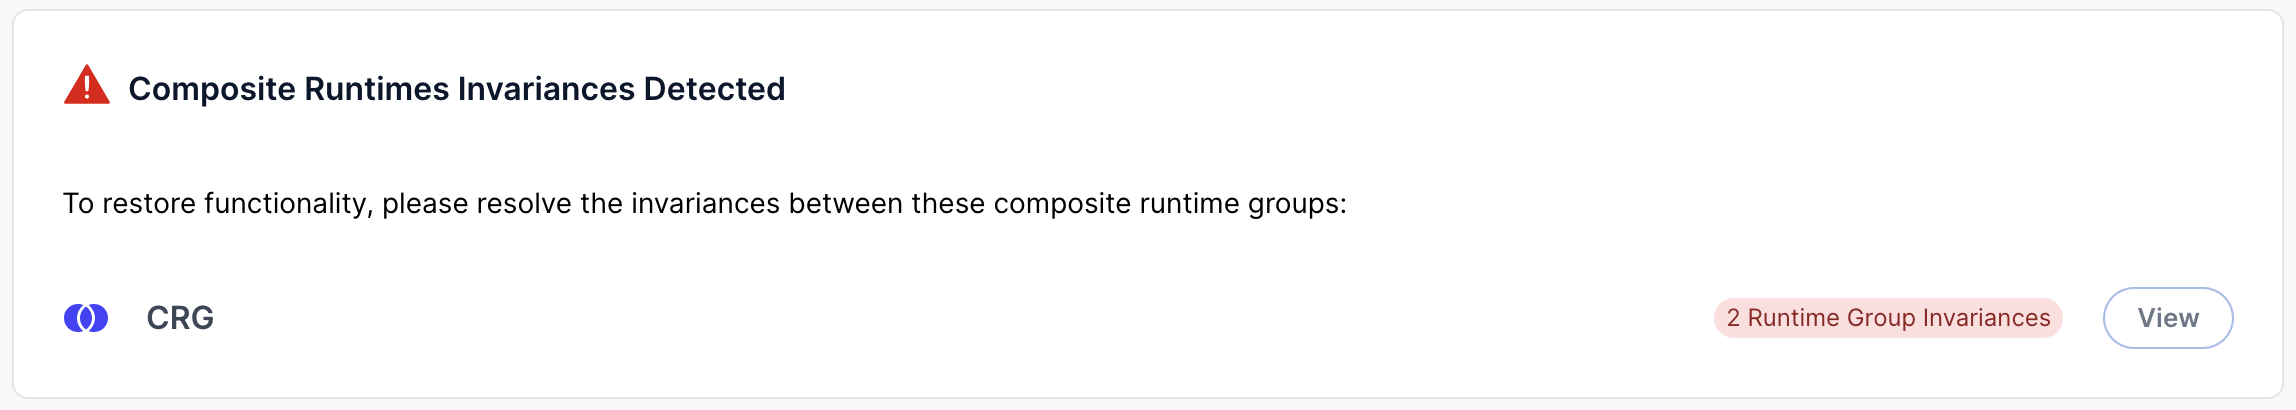 Composite Runtimes Invariances Detected
To restore functionality, please resolve the invariances between these composite runtime groups:
CRG
2 Runtime Group Invariances
View